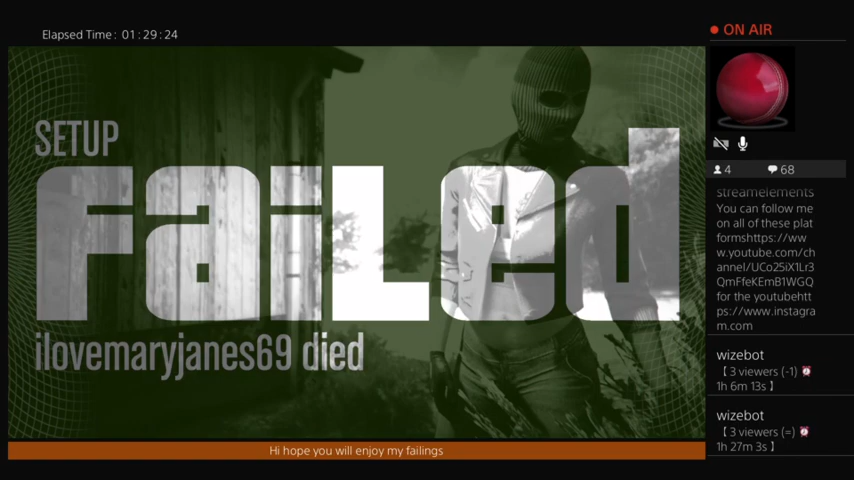 Elapsed Time: 01:29:24
ON AIR
SETUP
FaiLed
ilovemaryjanes69 died
Hi hope you will enjoy my failings
4
68
streamelements
You can follow me
on all of these plat
formshttps://ww
w.youtube.com/ch
annel/UCo25iX1Lr3
QmFfeKEmB1WGQ
for the youtubehtt
ps://www.instagra
m.com
wizebot
【 3 viewers (-1) ⏰
1h 6m 13s 】
wizebot
【 3 viewers (=) ⏰
1h 27m 3s 】